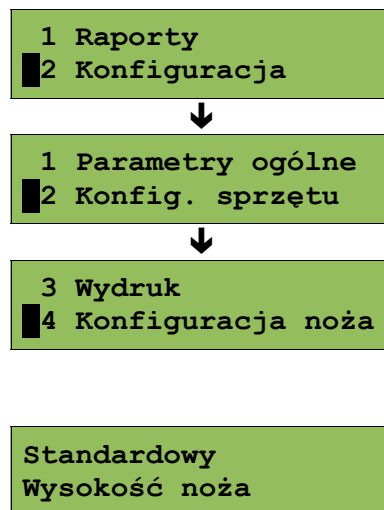 1 Raporty
2 Konfiguracja
1 Parametry ogólne
2 Konfig. sprzętu
3 Wydruk
4 Konfiguracja noża
Standardowy
Wysokość noża